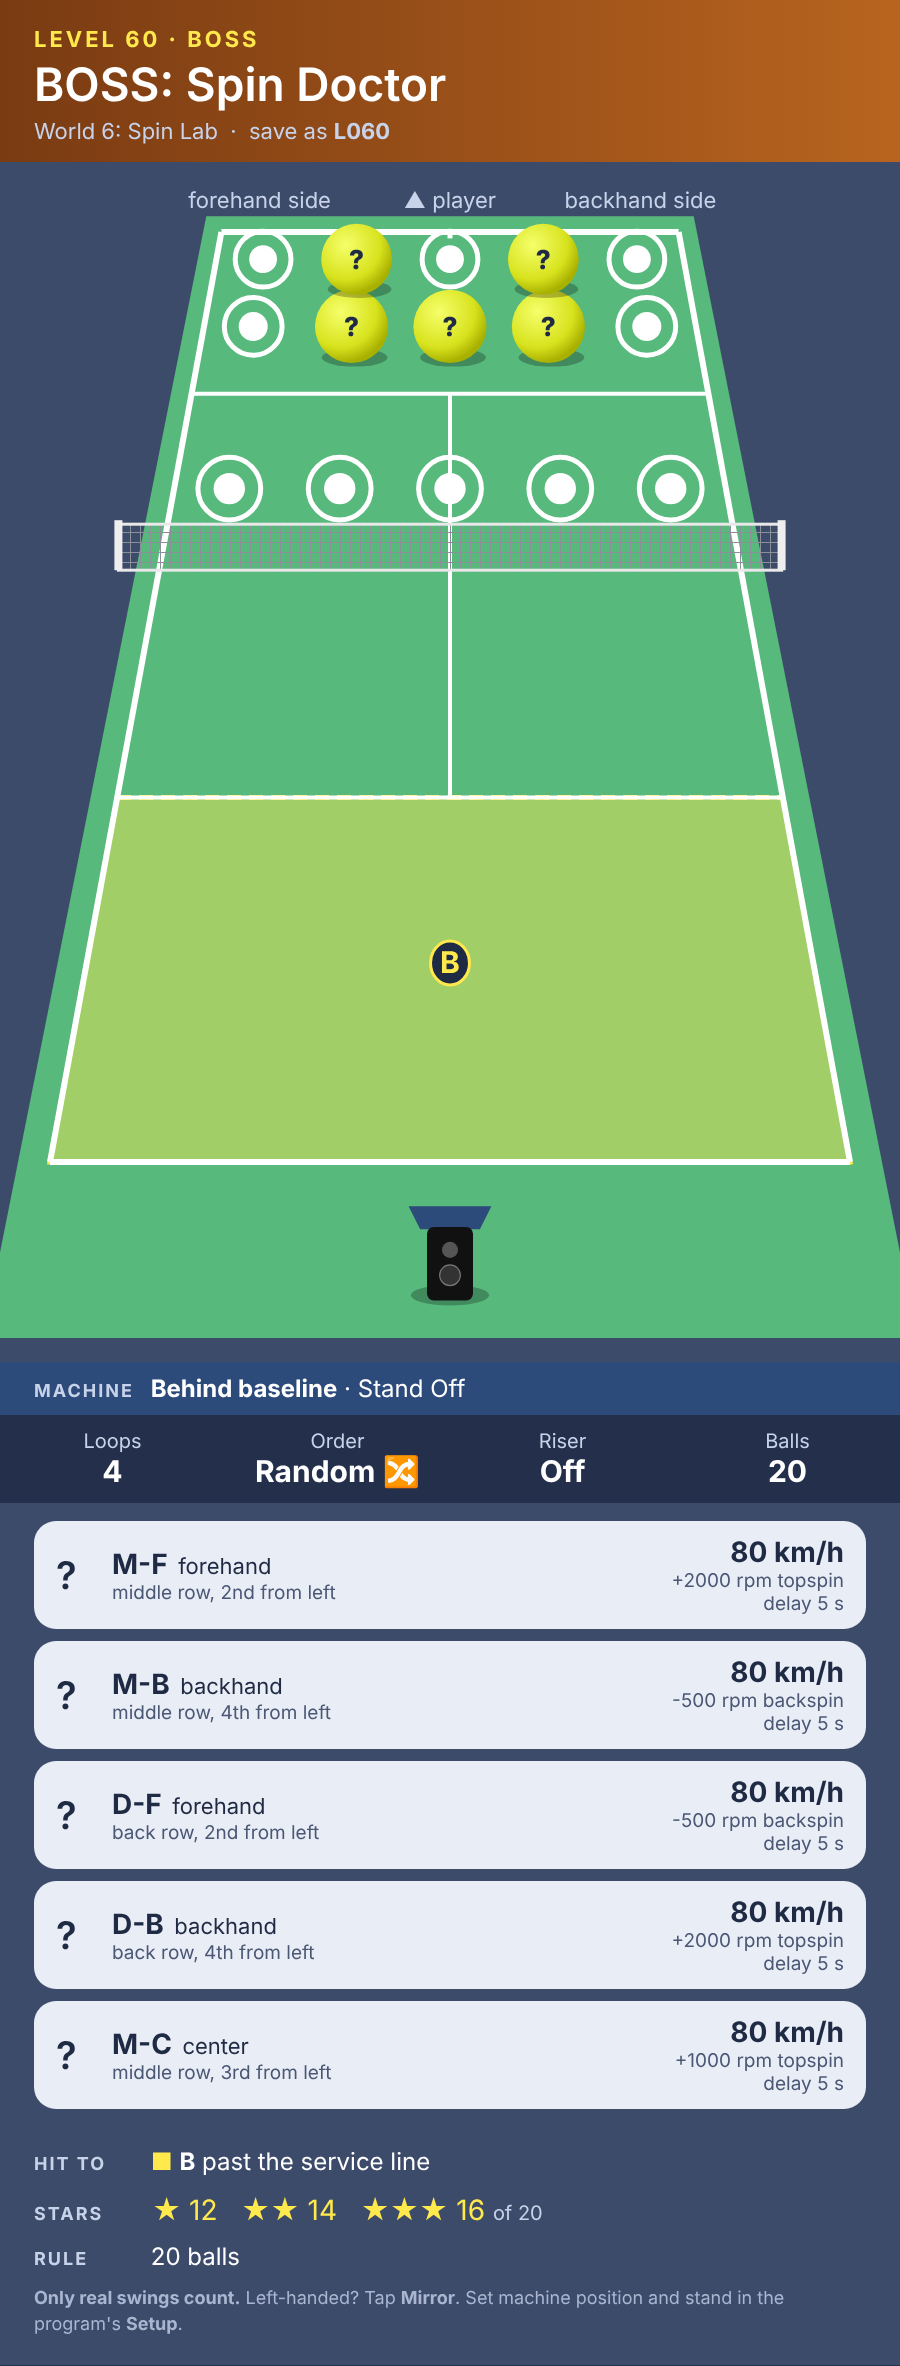 LEVEL 60 · BOSS
BOSS: Spin Doctor
World 6: Spin Lab · save as L060
forehand side ▲ player backhand side
? ?
? ? ?
B
MACHINE Behind baseline · Stand Off
Loops Order Riser Balls
4 Random 🔀 Off 20
? M-F forehand 80 km/h
middle row, 2nd from left +2000 rpm topspin
delay 5 s
? M-B backhand 80 km/h
middle row, 4th from left -500 rpm backspin
delay 5 s
? D-F forehand 80 km/h
back row, 2nd from left -500 rpm backspin
delay 5 s
? D-B backhand 80 km/h
back row, 4th from left +2000 rpm topspin
delay 5 s
? M-C center 80 km/h
middle row, 3rd from left +1000 rpm topspin
delay 5 s
HIT TO B past the service line
STARS ★ 12 ★★ 14 ★★★ 16 of 20
RULE 20 balls
Only real swings count. Left-handed? Tap Mirror. Set machine position and stand in the
program's Setup.